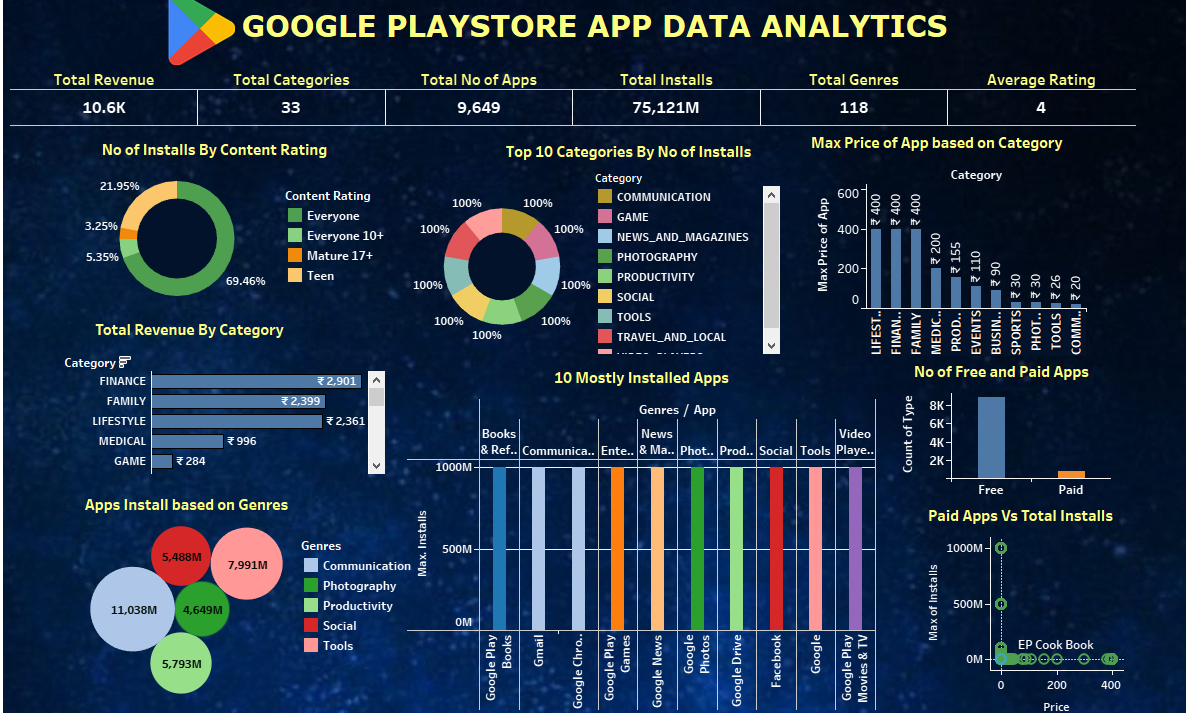 GOOGLE PLAYSTORE APP DATA ANALYTICS
Total Revenue
Total Categories
Total No of Apps
Total Installs
Total Genres
Average Rating
10.6K
33
9,649
75,121M
118
4
No of Installs By Content Rating
21.95%
3.25%
5.35%
69.46%
Content Rating
Everyone
Everyone 10+
Mature 17+
Teen
Top 10 Categories By No of Installs
100%
100%
100%
100%
100%
100%
100%
100%
100%
Category
COMMUNICATION
GAME
NEWS_AND_MAGAZINES
PHOTOGRAPHY
PRODUCTIVITY
SOCIAL
TOOLS
TRAVEL_AND_LOCAL
Max Price of App based on Category
Category
Max Price of App
600
400
200
0
₹ 400
₹ 400
₹ 400
₹ 200
₹ 155
₹ 110
₹ 90
₹ 30
₹ 30
₹ 26
₹ 20
LIFEST..
FINAN..
FAMILY
MEDIC..
PROD..
EVENTS
BUSIN..
SPORTS
PHOT..
TOOLS
COMM..
Total Revenue By Category
Category
FINANCE
₹ 2,901
FAMILY
₹ 2,399
LIFESTYLE
₹ 2,361
MEDICAL
₹ 996
GAME
₹ 284
10 Mostly Installed Apps
Genres / App
Books
& Ref..
Communica..
Ente..
News
& Ma..
Phot..
Prod..
Social
Tools
Video
Playe..
Max. Installs
1000M
500M
0M
Google Play
Books
Gmail
Google Chro..
Google Play
Games
Google News
Google
Photos
Google Drive
Facebook
Google
Google Play
Movies & TV
No of Free and Paid Apps
Count of Type
8K
6K
4K
2K
Free
Paid
Apps Install based on Genres
5,488M
7,991M
11,038M
4,649M
5,793M
Genres
Communication
Photography
Productivity
Social
Tools
Paid Apps Vs Total Installs
Max of Installs
1000M
500M
0M
EP Cook Book
0
200
400
Price